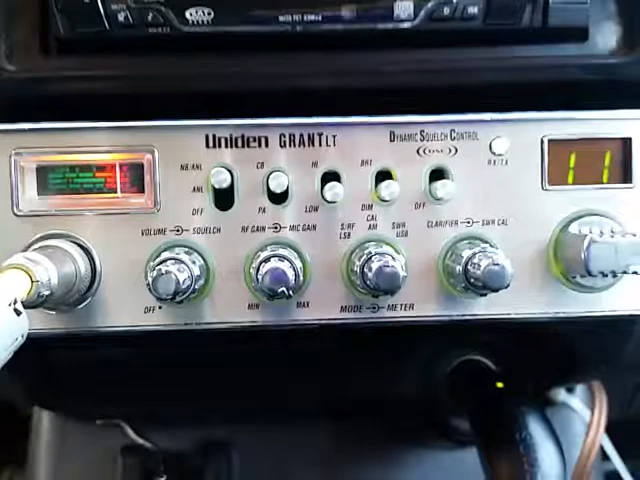 Uniden GRANT LT
DYNAMIC SQUELCH CONTROL
DSC
RX/TX
NB/ANL CB HI BRT
ANL
OFF PA LOW DIM OFF
11
VOLUME SQUELCH RF GAIN MIC GAIN S/RF CAL SWR CLARIFIER SWR CAL
LSB AM USB
OFF MIN MAX MODE METER